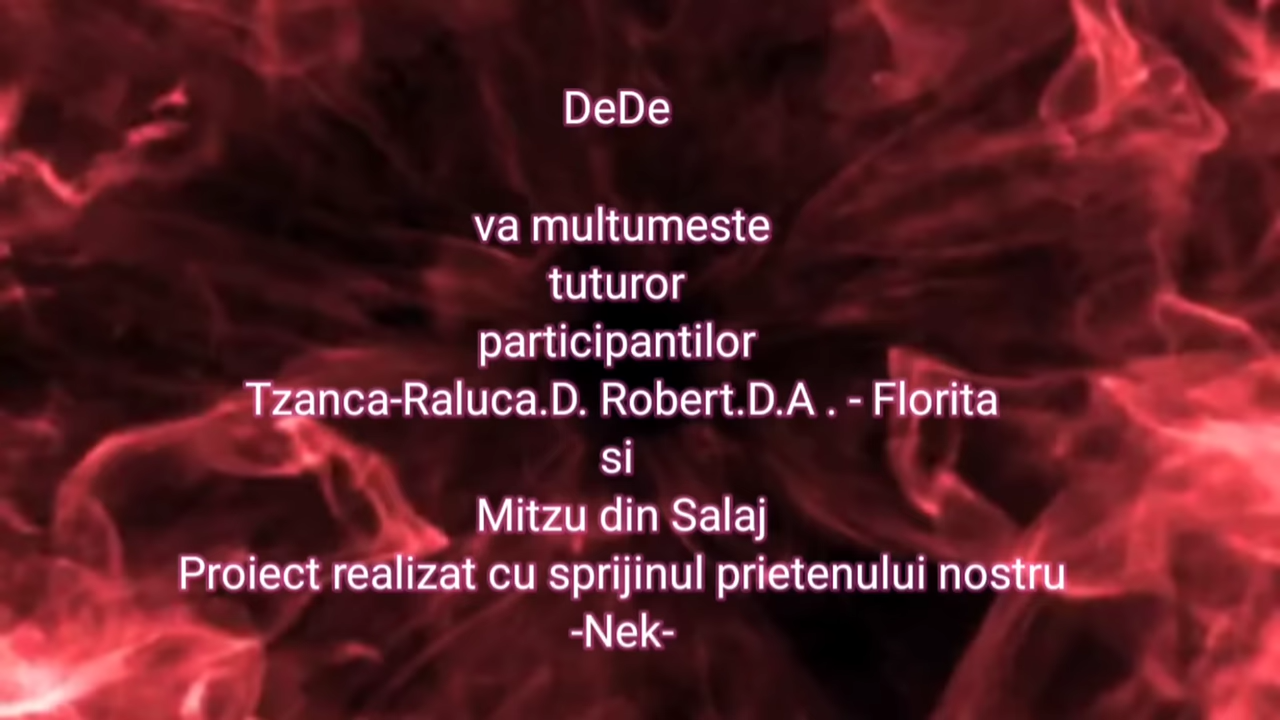 DeDe
va multumeste
tuturor
participantilor
Tzanca-Raluca.D. Robert.D.A . - Florita
si
Mitzu din Salaj
Proiect realizat cu sprijinul prietenului nostru
-Nek-